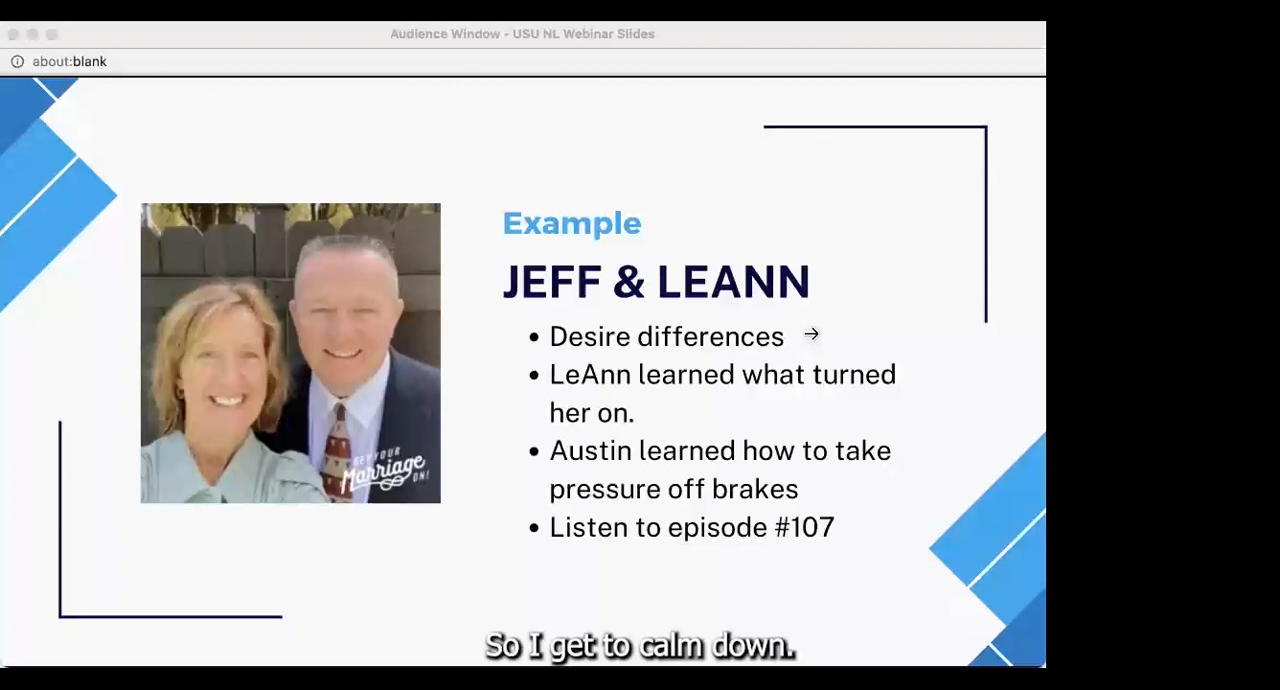 Audience Window - USU NL Webinar Slides
about:blank
Example
JEFF & LEANN
• Desire differences →
• LeAnn learned what turned
her on.
• Austin learned how to take
pressure off brakes
• Listen to episode #107
GET YOUR
Marriage
ON!
So I get to calm down.